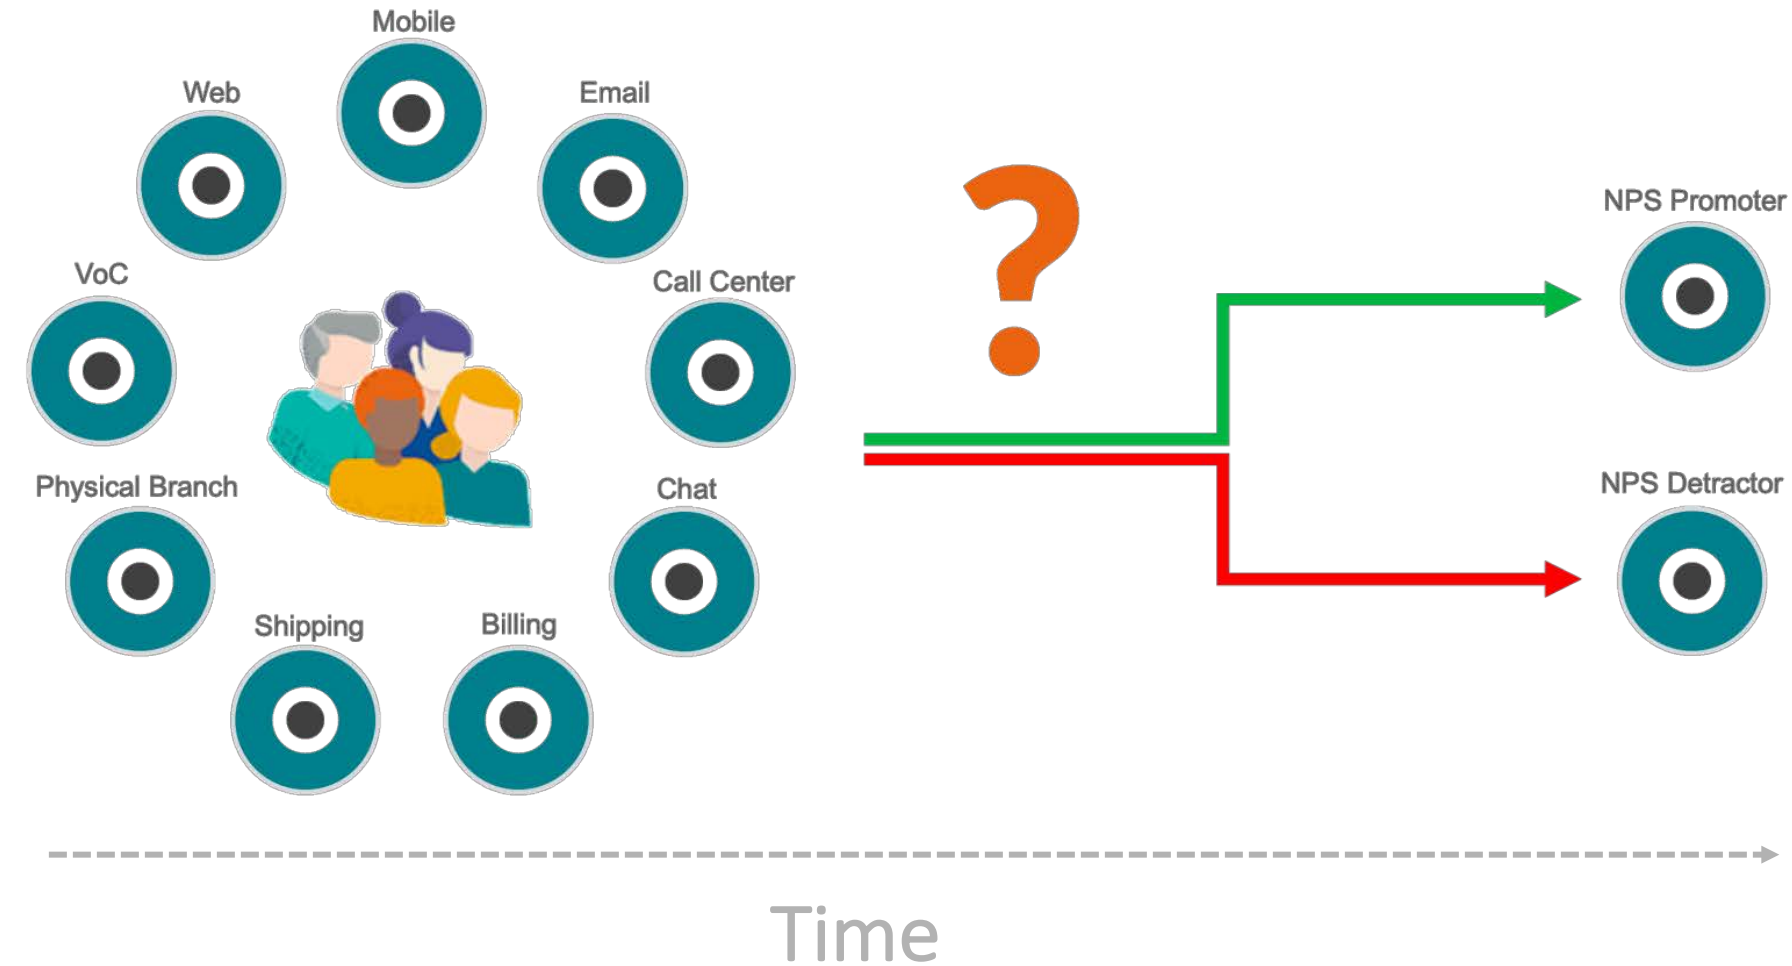 Mobile
Web
Email
VoC
Call Center
Physical Branch
Chat
Shipping
Billing
?
NPS Promoter
NPS Detractor
Time